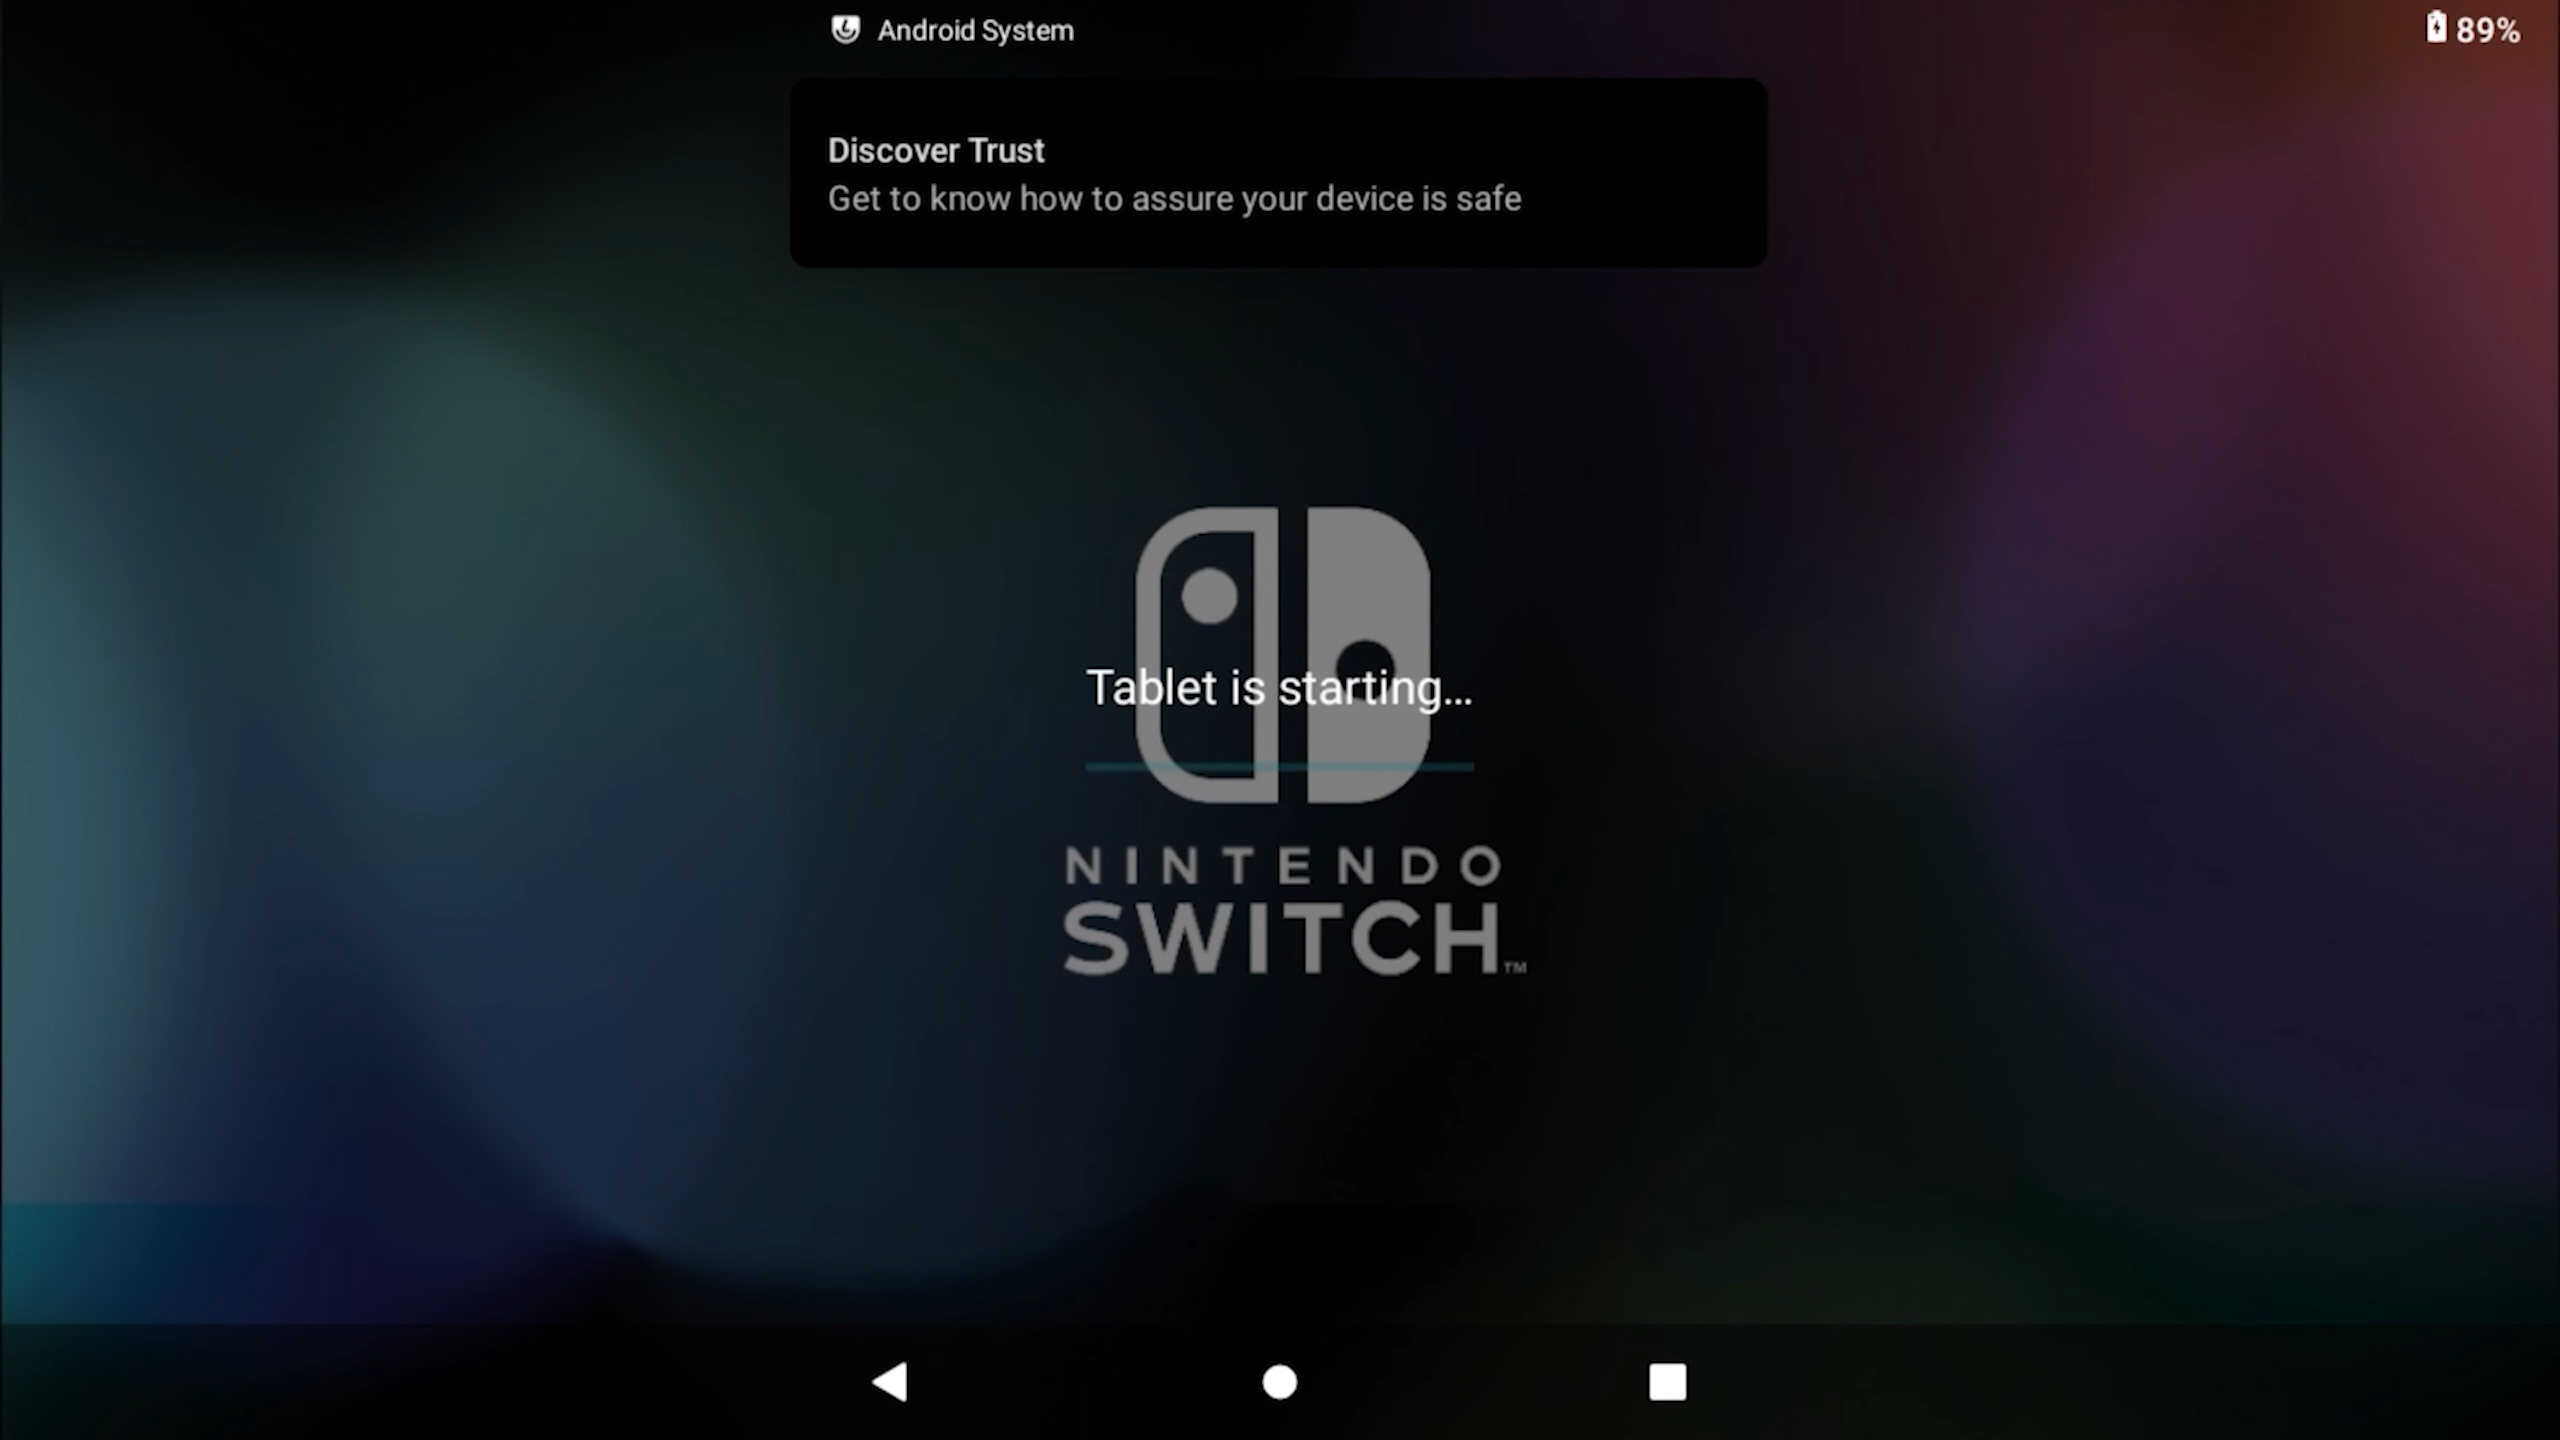 Android System
89%
Discover Trust
Get to know how to assure your device is safe
Tablet is starting…
NINTENDO
SWITCH™